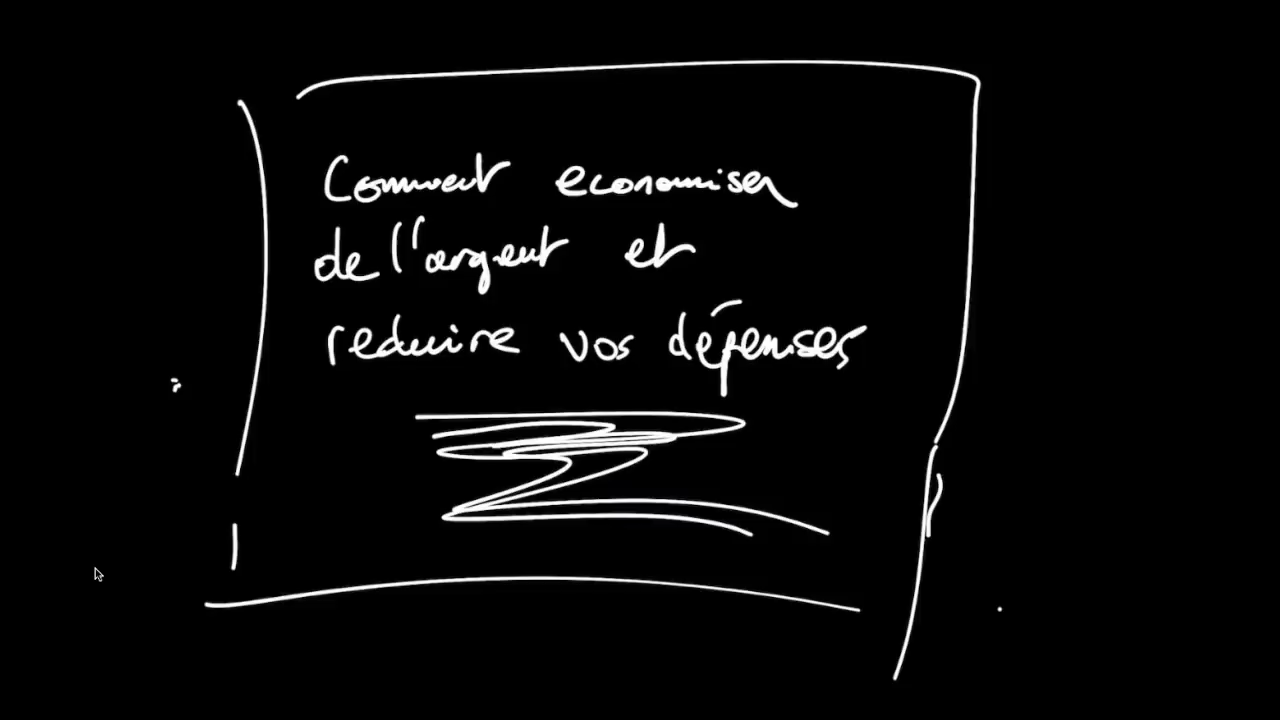 Comment economiser
de l'argent et
reduire vos dépenses